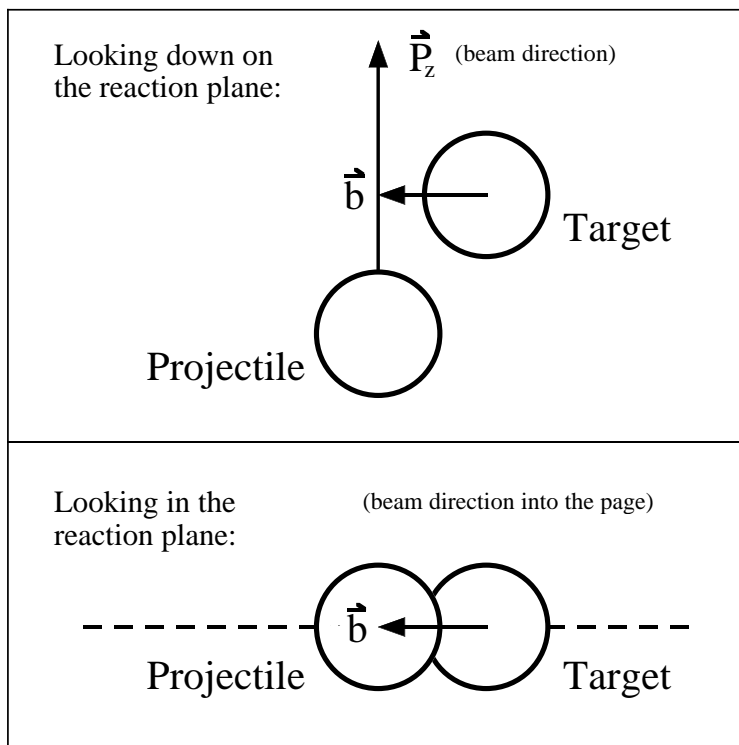 Looking down on
the reaction plane:
P⃗z (beam direction)
b⃗
Target
Projectile
Looking in the
reaction plane:
(beam direction into the page)
b⃗
Projectile
Target